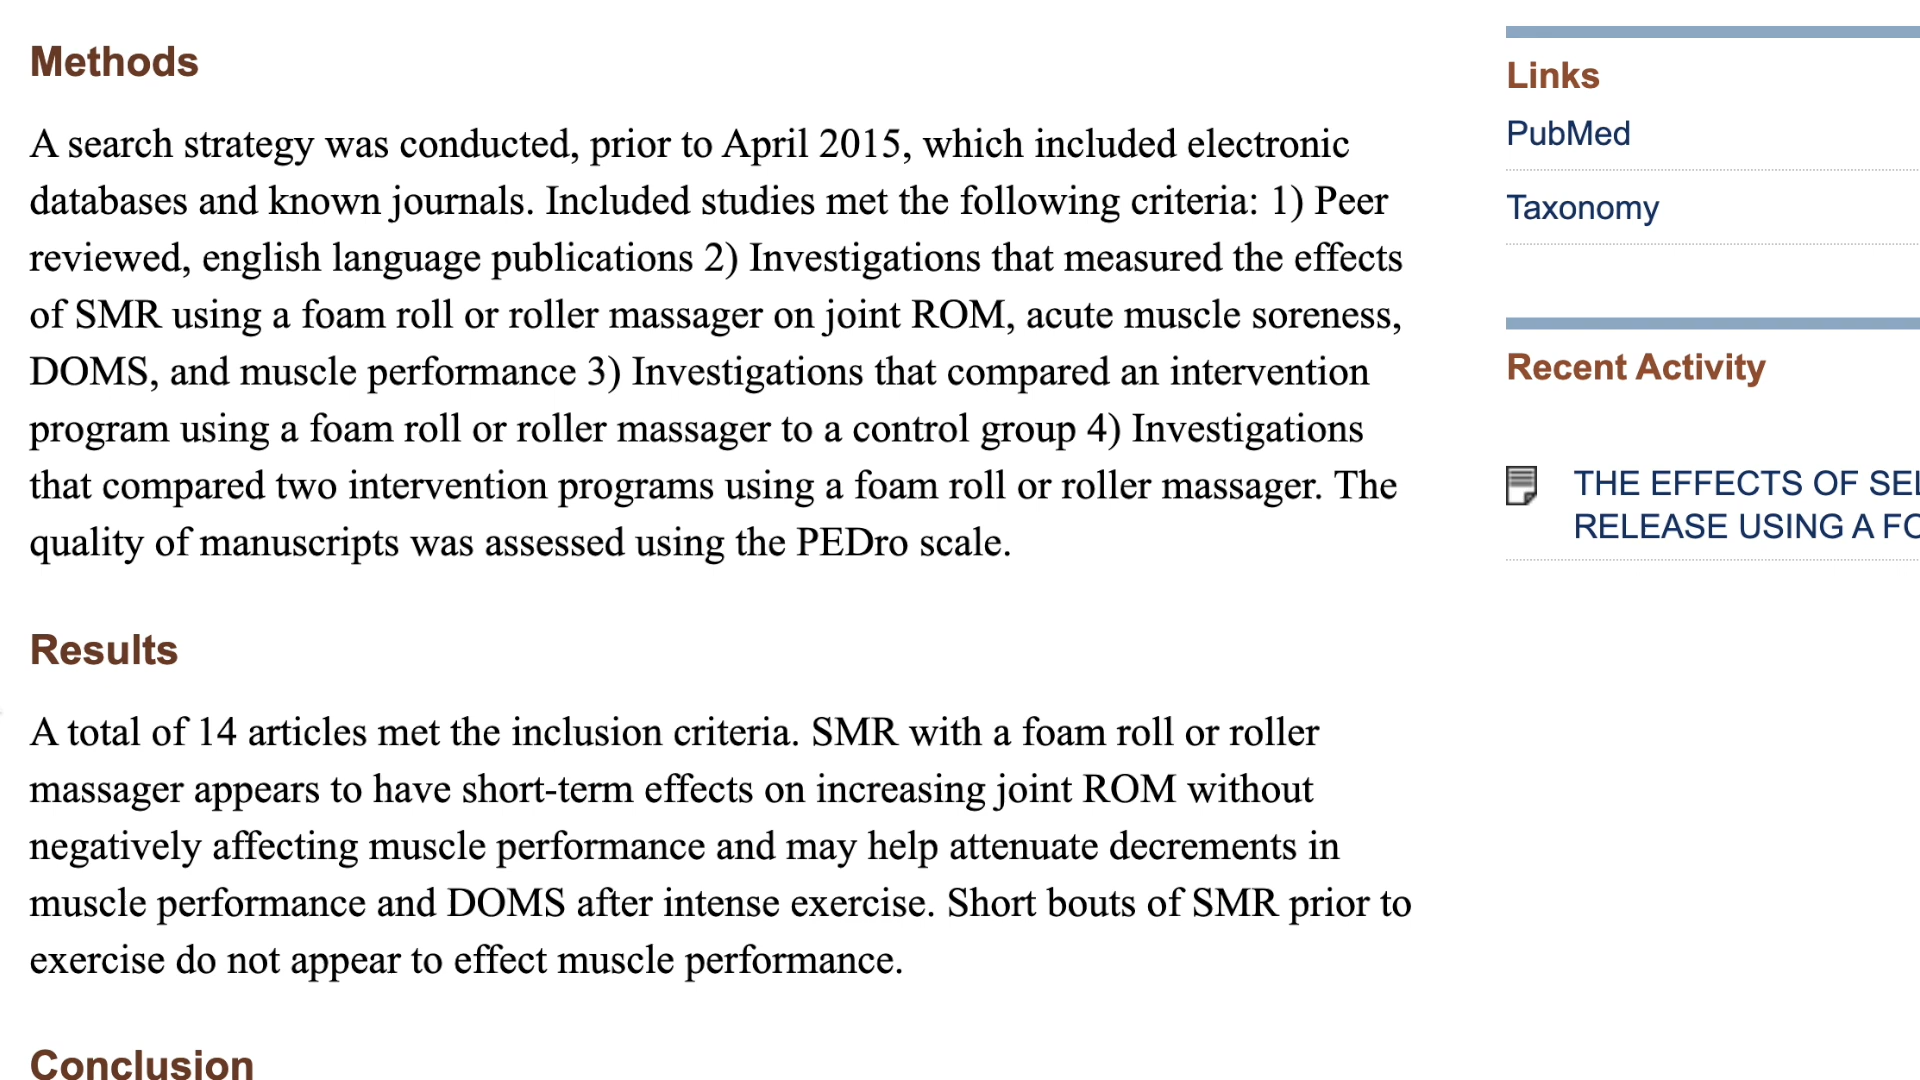 Methods
A search strategy was conducted, prior to April 2015, which included electronic
databases and known journals. Included studies met the following criteria: 1) Peer
reviewed, english language publications 2) Investigations that measured the effects
of SMR using a foam roll or roller massager on joint ROM, acute muscle soreness,
DOMS, and muscle performance 3) Investigations that compared an intervention
program using a foam roll or roller massager to a control group 4) Investigations
that compared two intervention programs using a foam roll or roller massager. The
quality of manuscripts was assessed using the PEDro scale.
Results
A total of 14 articles met the inclusion criteria. SMR with a foam roll or roller
massager appears to have short-term effects on increasing joint ROM without
negatively affecting muscle performance and may help attenuate decrements in
muscle performance and DOMS after intense exercise. Short bouts of SMR prior to
exercise do not appear to effect muscle performance.
Conclusion
Links
PubMed
Taxonomy
Recent Activity
THE EFFECTS OF SEL
RELEASE USING A FO